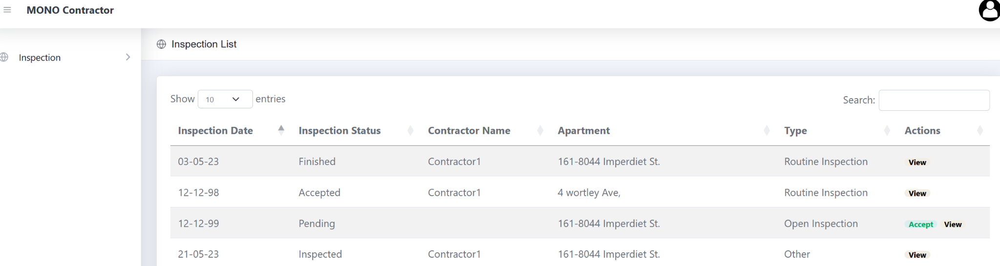 MONO Contractor
Inspection
Inspection List
Show 10 entries
Search:
Inspection Date Inspection Status Contractor Name Apartment Type Actions
03-05-23 Finished Contractor1 161-8044 Imperdiet St. Routine Inspection View
12-12-98 Accepted Contractor1 4 wortley Ave, Routine Inspection View
12-12-99 Pending 161-8044 Imperdiet St. Open Inspection Accept View
21-05-23 Inspected Contractor1 161-8044 Imperdiet St. Other View